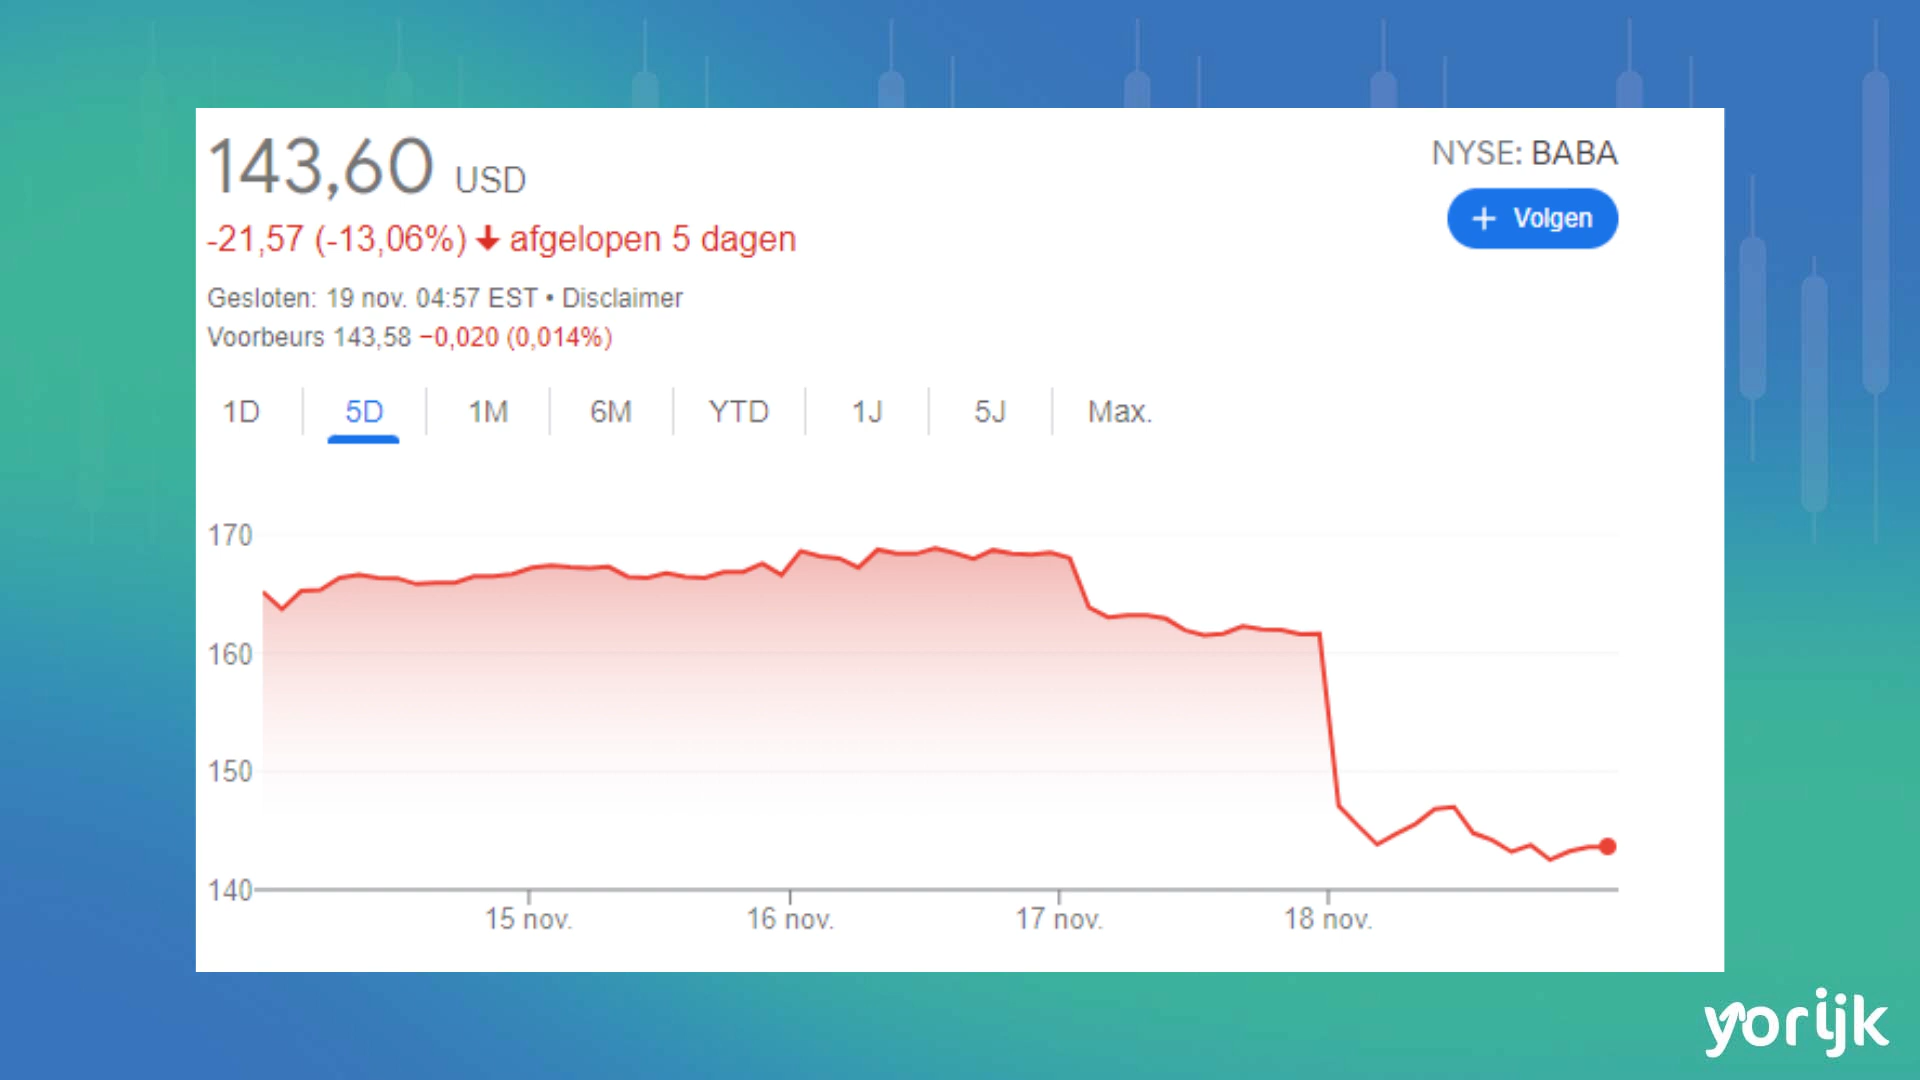 143,60 USD
NYSE: BABA
+ Volgen
-21,57 (-13,06%) ↓ afgelopen 5 dagen
Gesloten: 19 nov. 04:57 EST • Disclaimer
Voorbeurs 143,58 −0,020 (0,014%)
1D 5D 1M 6M YTD 1J 5J Max.
170
160
150
140
15 nov. 16 nov. 17 nov. 18 nov.
yorijk